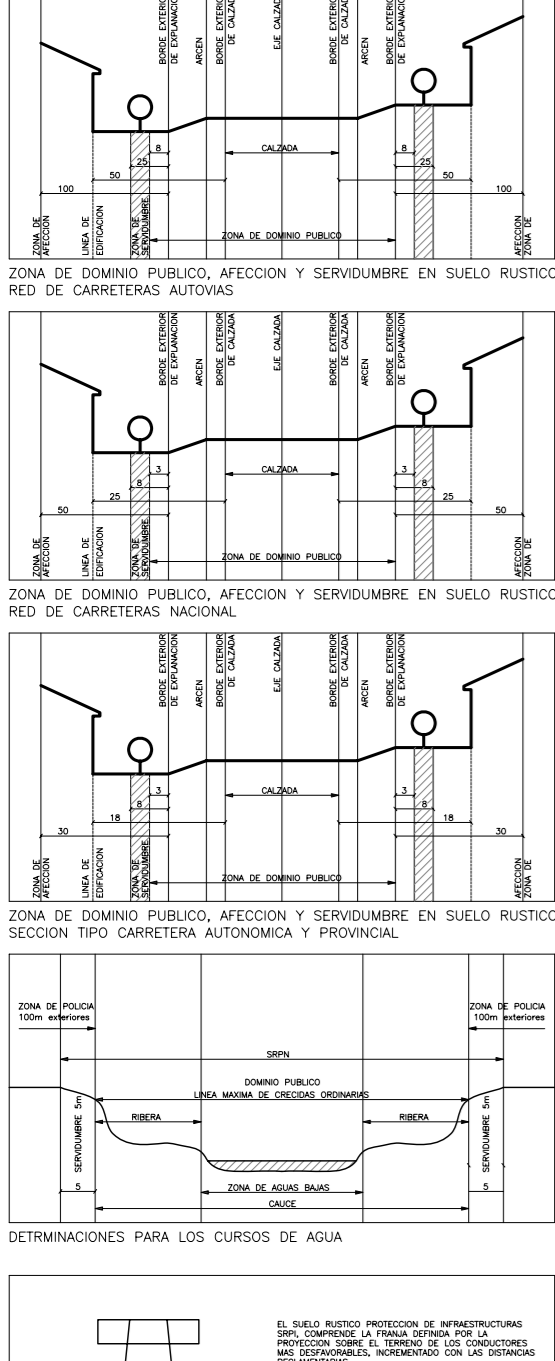 BORDE EXTERIOR
DE EXPLANACION
ARCEN
BORDE EXTERIOR
DE CALZADA
EJE CALZADA
BORDE EXTERIOR
DE CALZADA
ARCEN
BORDE EXTERIOR
DE EXPLANACION
8
CALZADA
8
25
25
50
50
100
100
ZONA DE
AFECCION
LINEA DE
EDIFICACION
ZONA DE
SERVIDUMBRE
ZONA DE DOMINIO PUBLICO
AFECCION
ZONA DE
ZONA DE DOMINIO PUBLICO, AFECCION Y SERVIDUMBRE EN SUELO RUSTICO
RED DE CARRETERAS AUTOVIAS
BORDE EXTERIOR
DE EXPLANACION
ARCEN
BORDE EXTERIOR
DE CALZADA
EJE CALZADA
BORDE EXTERIOR
DE CALZADA
ARCEN
BORDE EXTERIOR
DE EXPLANACION
3
CALZADA
3
8
8
25
25
50
50
ZONA DE
AFECCION
LINEA DE
EDIFICACION
ZONA DE
SERVIDUMBRE
ZONA DE DOMINIO PUBLICO
AFECCION
ZONA DE
ZONA DE DOMINIO PUBLICO, AFECCION Y SERVIDUMBRE EN SUELO RUSTICO
RED DE CARRETERAS NACIONAL
BORDE EXTERIOR
DE EXPLANACION
ARCEN
BORDE EXTERIOR
DE CALZADA
EJE CALZADA
BORDE EXTERIOR
DE CALZADA
ARCEN
BORDE EXTERIOR
DE EXPLANACION
3
CALZADA
3
8
8
18
18
30
30
ZONA DE
AFECCION
LINEA DE
EDIFICACION
ZONA DE
SERVIDUMBRE
ZONA DE DOMINIO PUBLICO
AFECCION
ZONA DE
ZONA DE DOMINIO PUBLICO, AFECCION Y SERVIDUMBRE EN SUELO RUSTICO
SECCION TIPO CARRETERA AUTONOMICA Y PROVINCIAL
ZONA DE POLICIA
100m exteriores
ZONA DE POLICIA
100m exteriores
SRPN
DOMINIO PUBLICO
LINEA MAXIMA DE CRECIDAS ORDINARIAS
SERVIDUMBRE 5m
RIBERA
RIBERA
SERVIDUMBRE 5m
5
ZONA DE AGUAS BAJAS
5
CAUCE
DETRMINACIONES PARA LOS CURSOS DE AGUA
EL SUELO RUSTICO PROTECCION DE INFRAESTRUCTURAS
SRPI, COMPRENDE LA FRANJA DEFINIDA POR LA
PROYECCION SOBRE EL TERRENO DE LOS CONDUCTORES
MAS DESFAVORABLES, INCREMENTADO CON LAS DISTANCIAS
REGLAMENTARIAS